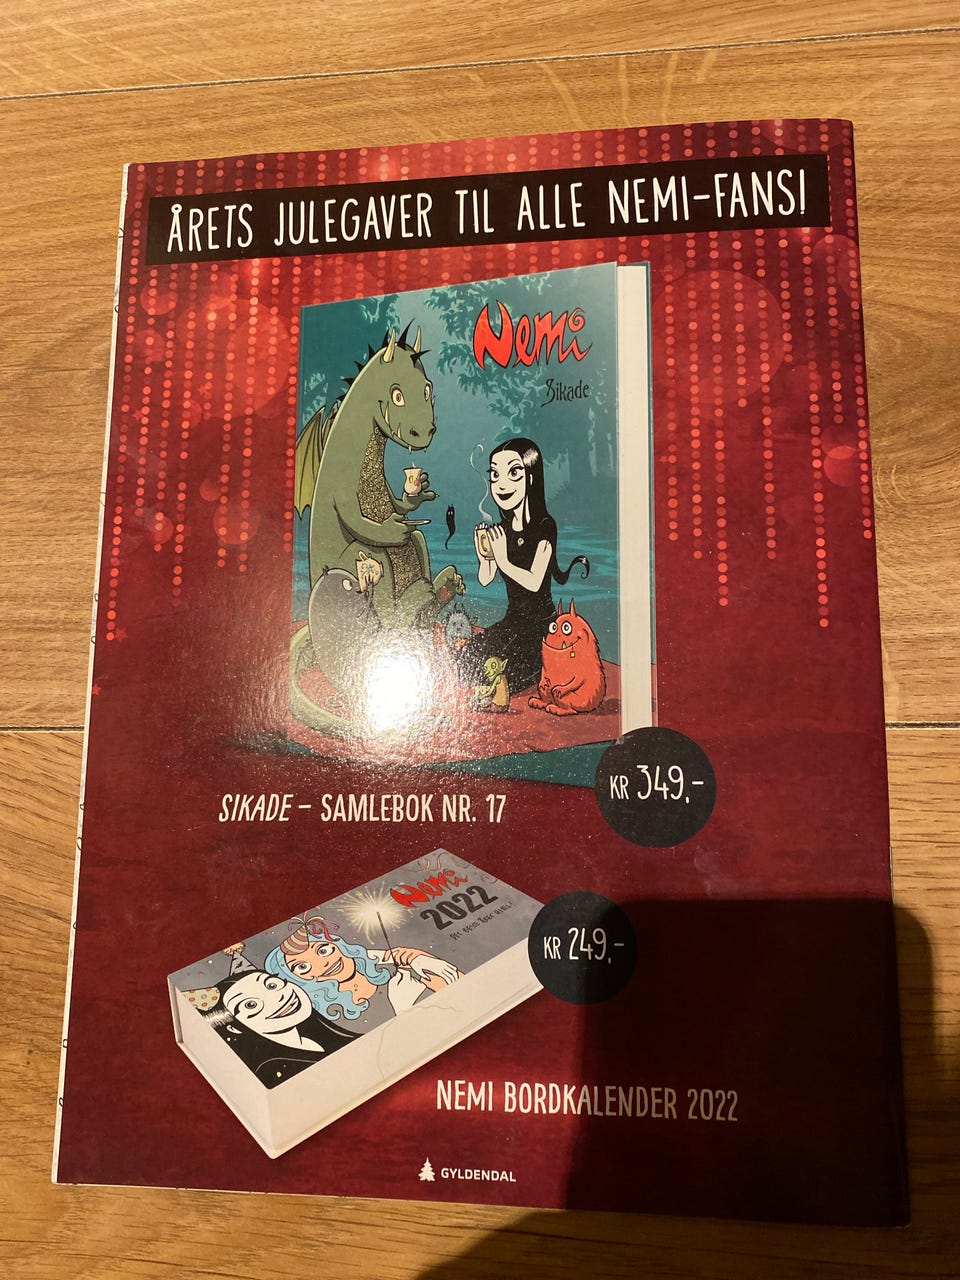 ÅRETS JULEGAVER TIL ALLE NEMI-FANS!
Nemi
Sikade
KR 349,-
SIKADE – SAMLEBOK NR. 17
Nemi
2022
KR 249,-
NEMI BORDKALENDER 2022
GYLDENDAL